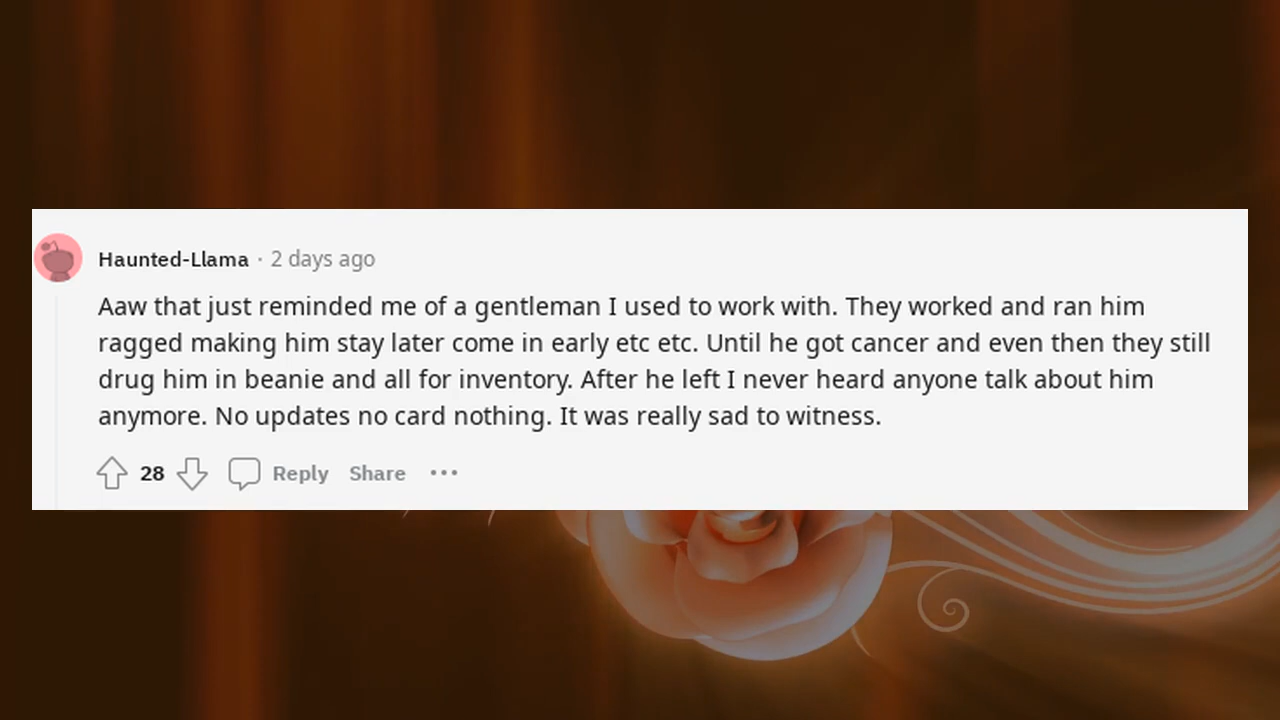 Haunted-Llama · 2 days ago
Aaw that just reminded me of a gentleman I used to work with. They worked and ran him
ragged making him stay later come in early etc etc. Until he got cancer and even then they still
drug him in beanie and all for inventory. After he left I never heard anyone talk about him
anymore. No updates no card nothing. It was really sad to witness.
28 Reply Share